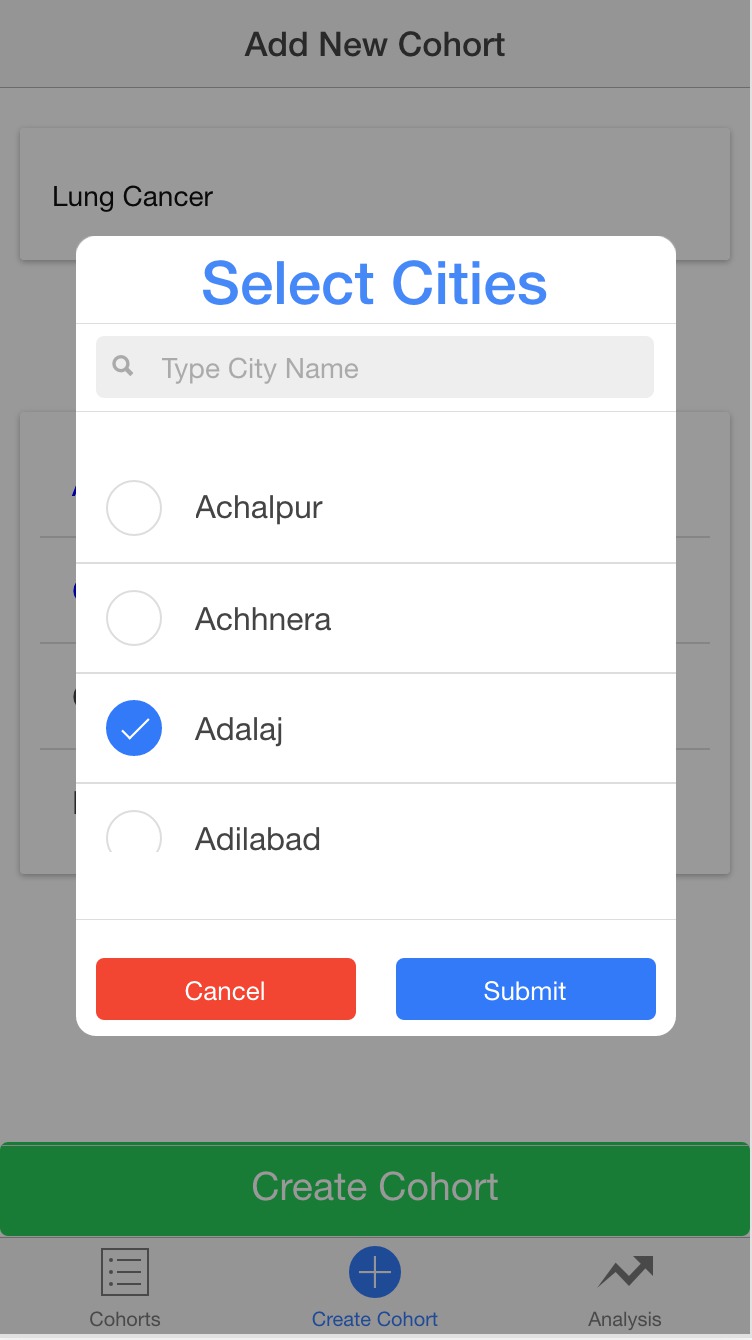 Add New Cohort
Lung Cancer
Select Cities
Type City Name
Achalpur
Achhnera
Adalaj
Adilabad
Cancel
Submit
Create Cohort
Cohorts
Create Cohort
Analysis